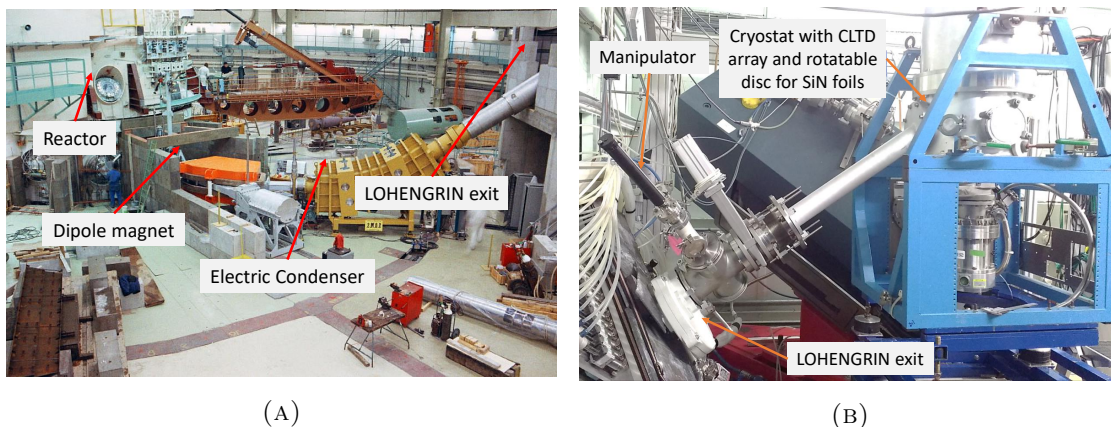 Reactor
Dipole magnet
Electric Condenser
LOHENGRIN exit
(A)
Manipulator
Cryostat with CLTD
array and rotatable
disc for SiN foils
LOHENGRIN exit
(B)